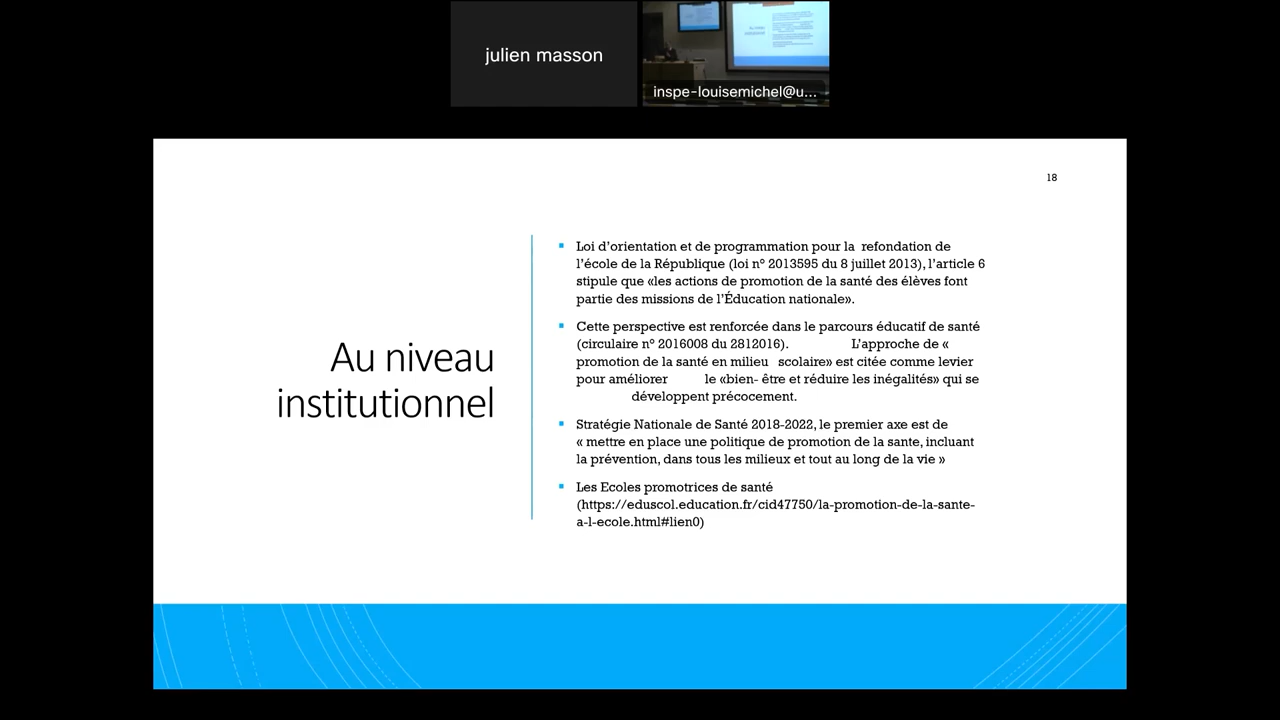 julien masson
inspe-louisemichel@u...
18
Au niveau
institutionnel
Loi d'orientation et de programmation pour la refondation de
l'école de la République (loi n° 2013595 du 8 juillet 2013), l'article 6
stipule que «les actions de promotion de la santé des élèves font
partie des missions de l'Éducation nationale».
Cette perspective est renforcée dans le parcours éducatif de santé
(circulaire n° 2016008 du 2812016). L'approche de «
promotion de la santé en milieu scolaire» est citée comme levier
pour améliorer le «bien- être et réduire les inégalités» qui se
développent précocement.
Stratégie Nationale de Santé 2018-2022, le premier axe est de
« mettre en place une politique de promotion de la sante, incluant
la prévention, dans tous les milieux et tout au long de la vie »
Les Ecoles promotrices de santé
(https://eduscol.education.fr/cid47750/la-promotion-de-la-sante-
a-l-ecole.html#lien0)